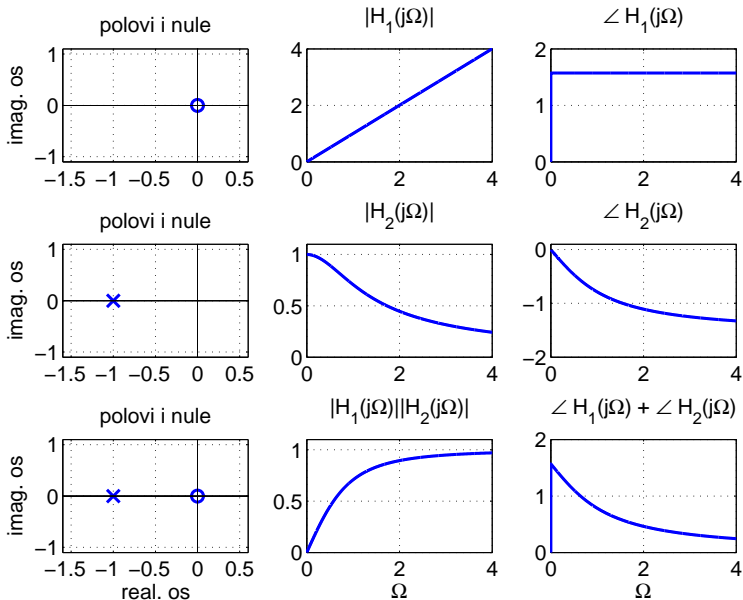 polovi i nule
|H₁(jΩ)|
∠ H₁(jΩ)
imag. os
1
0
−1
−1.5 −1 −0.5 0 0.5
4
2
0
0 2 4
2
1
0
0 2 4
polovi i nule
|H₂(jΩ)|
∠ H₂(jΩ)
imag. os
1
0
−1
−1.5 −1 −0.5 0 0.5
1
0.5
0
0 2 4
0
−1
−2
0 2 4
polovi i nule
|H₁(jΩ)||H₂(jΩ)|
∠ H₁(jΩ) + ∠ H₂(jΩ)
imag. os
1
0
−1
−1.5 −1 −0.5 0 0.5
real. os
1
0.5
0
0 2 4
Ω
2
1
0
0 2 4
Ω